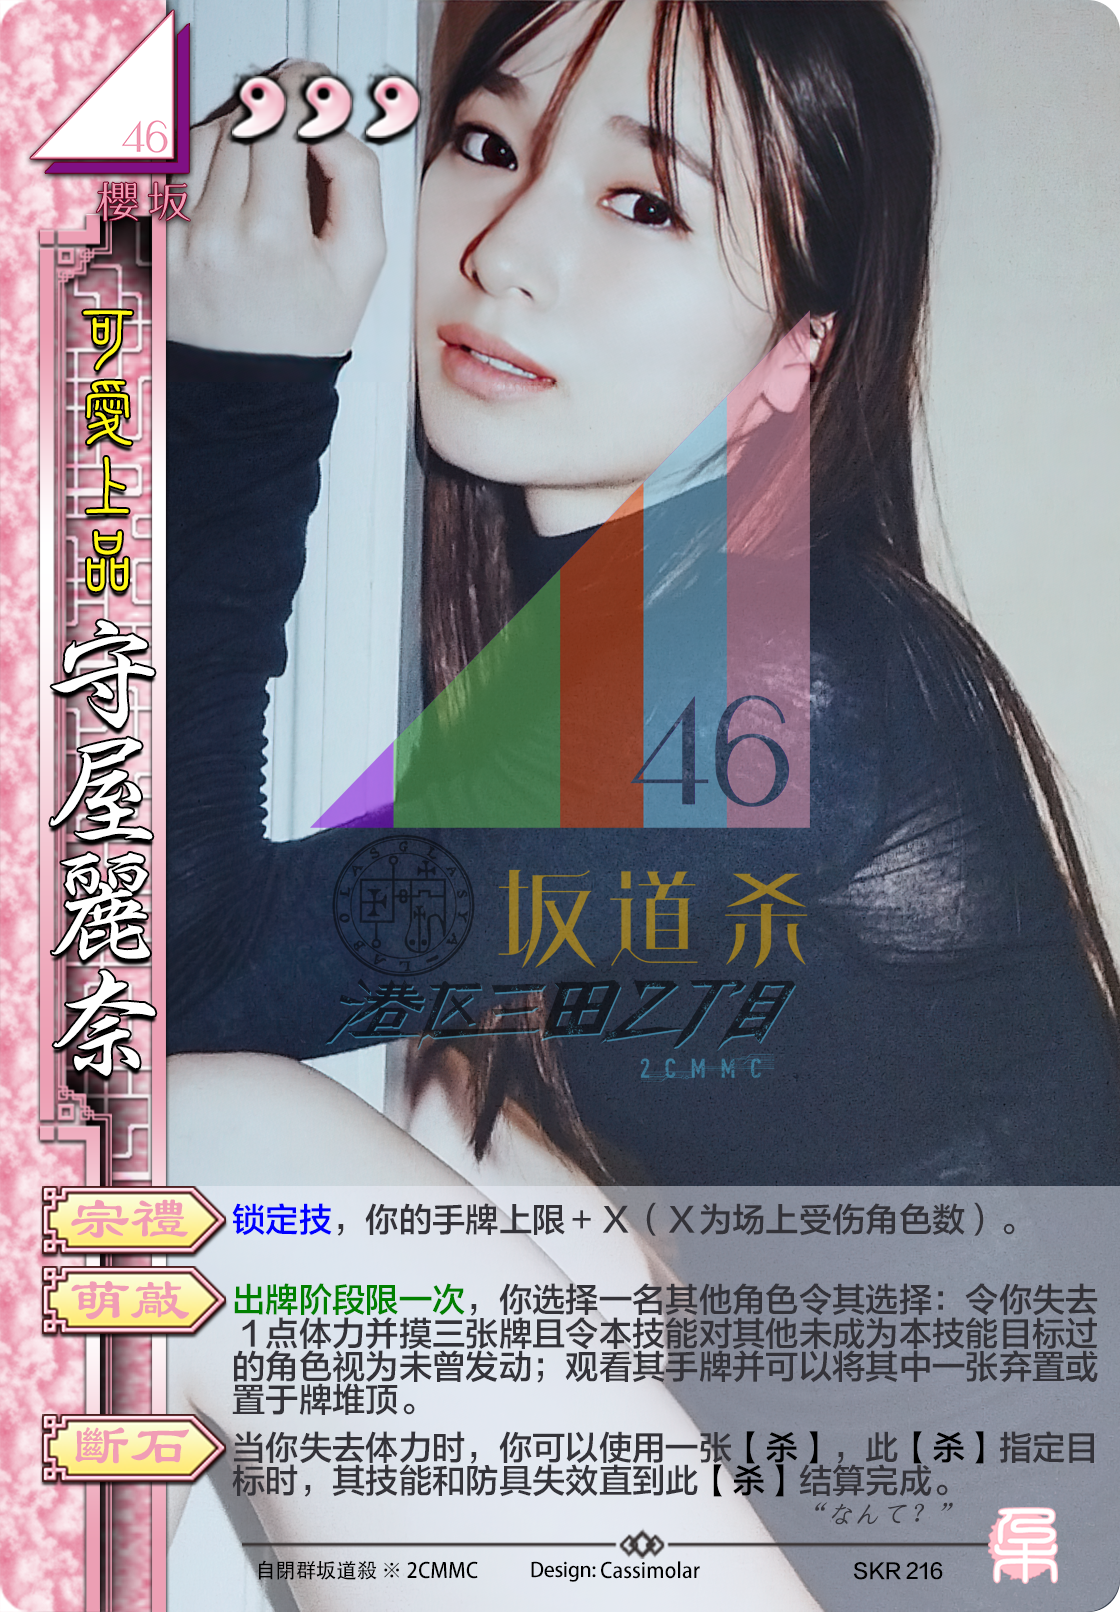 46
櫻坂
可愛上品
守屋麗奈
46
坂道杀
港区三田乙丁目
2CMMC
宗禮
锁定技，你的手牌上限+X（X为场上受伤角色数）。
萌敲
出牌阶段限一次，你选择一名其他角色令其选择：令你失去
1点体力并摸三张牌且令本技能对其他未成为本技能目标过
的角色视为未曾发动；观看其手牌并可以将其中一张弃置或
置于牌堆顶。
斷石
当你失去体力时，你可以使用一张【杀】，此【杀】指定目
标时，其技能和防具失效直到此【杀】结算完成。
“なんて？”
自閉群坂道殺 ※ 2CMMC
Design: Cassimolar
SKR 216